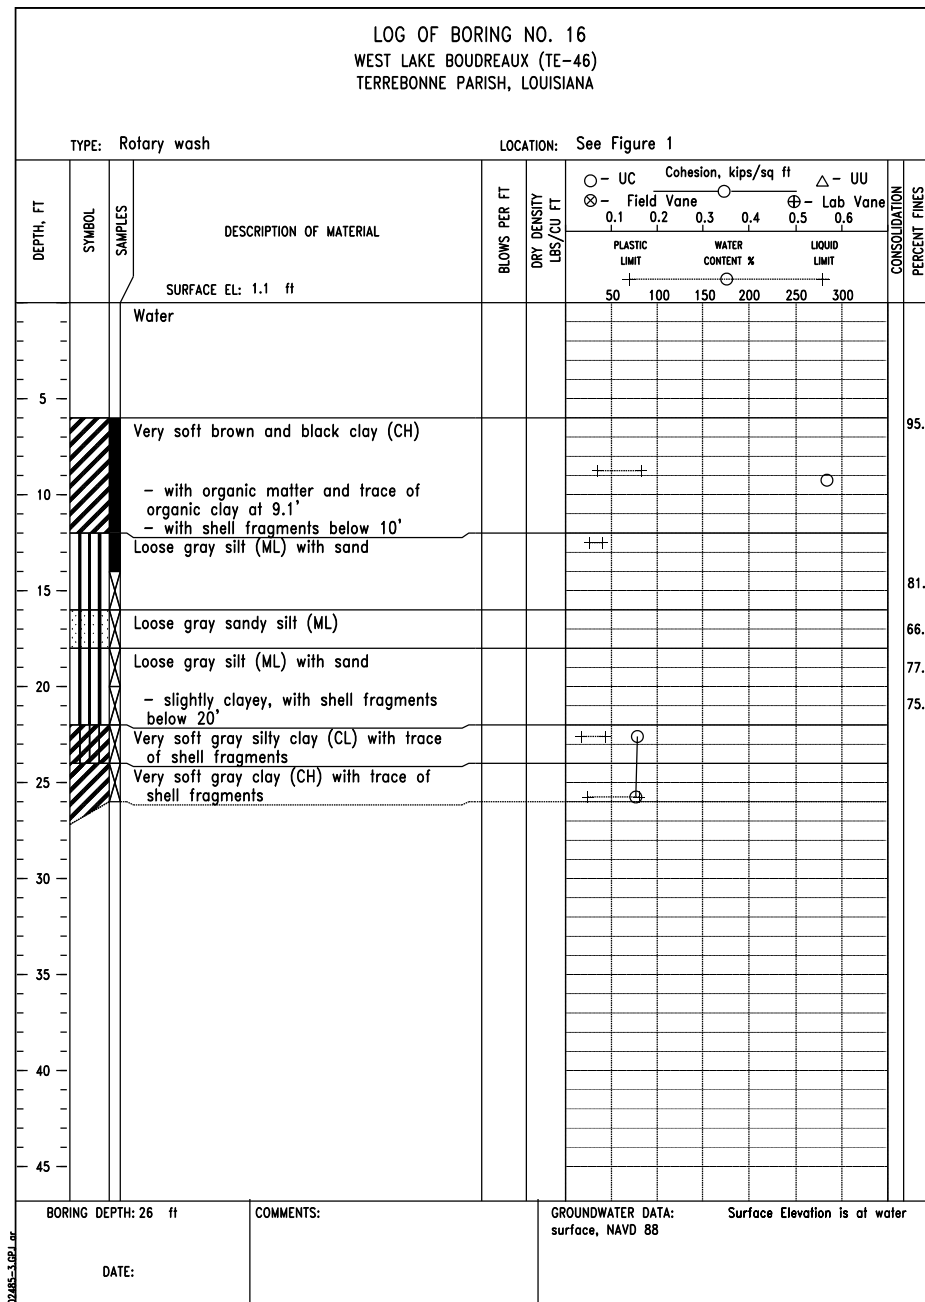 LOG OF BORING NO. 16
WEST LAKE BOUDREAUX (TE-46)
TERREBONNE PARISH, LOUISIANA
TYPE: Rotary wash
LOCATION: See Figure 1
DEPTH, FT
SYMBOL
SAMPLES
DESCRIPTION OF MATERIAL
SURFACE EL: 1.1 ft
BLOWS PER FT
DRY DENSITY
LBS/CU FT
- UC
Cohesion, kips/sq ft
- UU
- Field Vane
- Lab Vane
0.1 0.2 0.3 0.4 0.5 0.6
PLASTIC LIMIT
WATER CONTENT %
LIQUID LIMIT
50 100 150 200 250 300
CONSOLIDATION
PERCENT FINES
Water
5
Very soft brown and black clay (CH)
95.
- with organic matter and trace of
10
organic clay at 9.1'
- with shell fragments below 10'
Loose gray silt (ML) with sand
15
81.
Loose gray sandy silt (ML)
66.
Loose gray silt (ML) with sand
77.
20
- slightly clayey, with shell fragments
75.
below 20'
Very soft gray silty clay (CL) with trace
of shell fragments
25
Very soft gray clay (CH) with trace of
shell fragments
30
35
40
45
BORING DEPTH: 26 ft
COMMENTS:
GROUNDWATER DATA: Surface Elevation is at water
surface, NAVD 88
DATE: